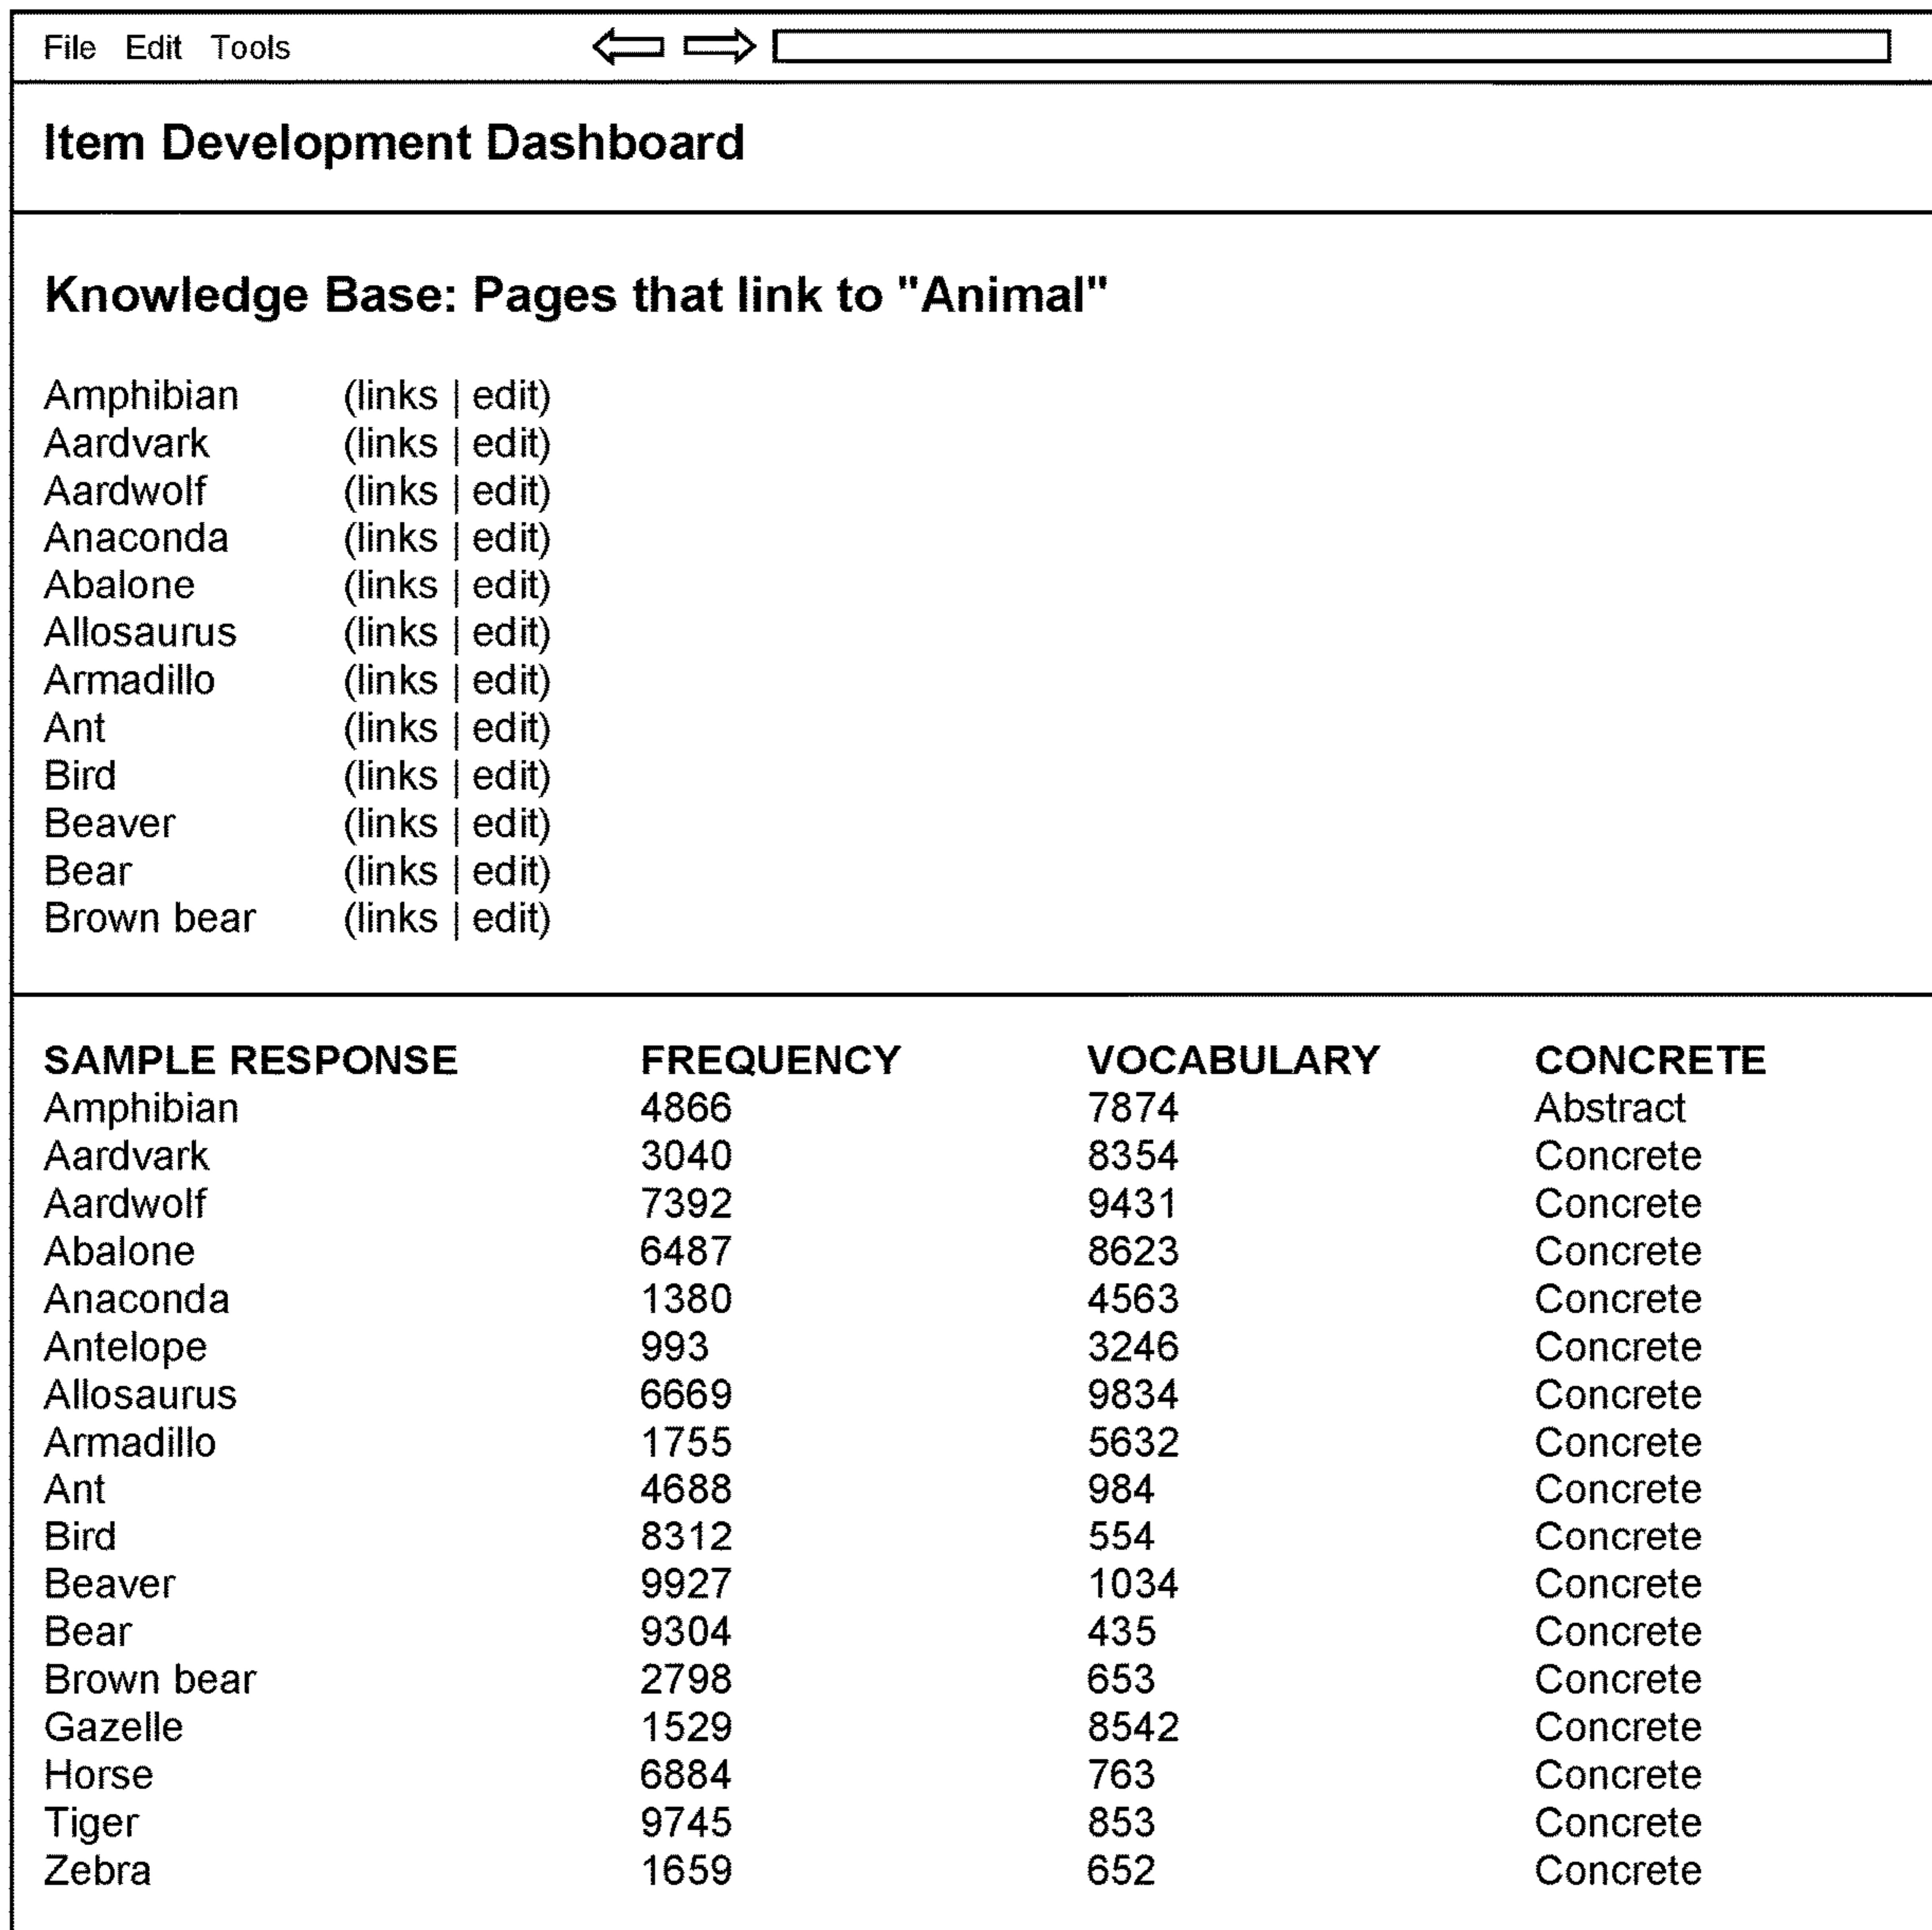 File Edit Tools
Item Development Dashboard
Knowledge Base: Pages that link to "Animal"
Amphibian (links | edit)
Aardvark (links | edit)
Aardwolf (links | edit)
Anaconda (links | edit)
Abalone (links | edit)
Allosaurus (links | edit)
Armadillo (links | edit)
Ant (links | edit)
Bird (links | edit)
Beaver (links | edit)
Bear (links | edit)
Brown bear (links | edit)
SAMPLE RESPONSE FREQUENCY VOCABULARY CONCRETE
Amphibian 4866 7874 Abstract
Aardvark 3040 8354 Concrete
Aardwolf 7392 9431 Concrete
Abalone 6487 8623 Concrete
Anaconda 1380 4563 Concrete
Antelope 993 3246 Concrete
Allosaurus 6669 9834 Concrete
Armadillo 1755 5632 Concrete
Ant 4688 984 Concrete
Bird 8312 554 Concrete
Beaver 9927 1034 Concrete
Bear 9304 435 Concrete
Brown bear 2798 653 Concrete
Gazelle 1529 8542 Concrete
Horse 6884 763 Concrete
Tiger 9745 853 Concrete
Zebra 1659 652 Concrete